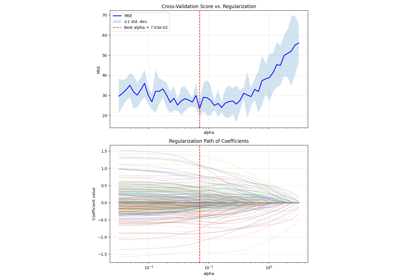 Cross-Validation Score vs. Regularization
MSE
±1 std. dev.
Best alpha = 7.03e-02
70
60
50
40
30
20
MSE
alpha
Regularization Path of Coefficients
1.5
1.0
0.5
0.0
−0.5
−1.0
−1.5
Coefficient value
10⁻²
10⁻¹
10⁰
alpha